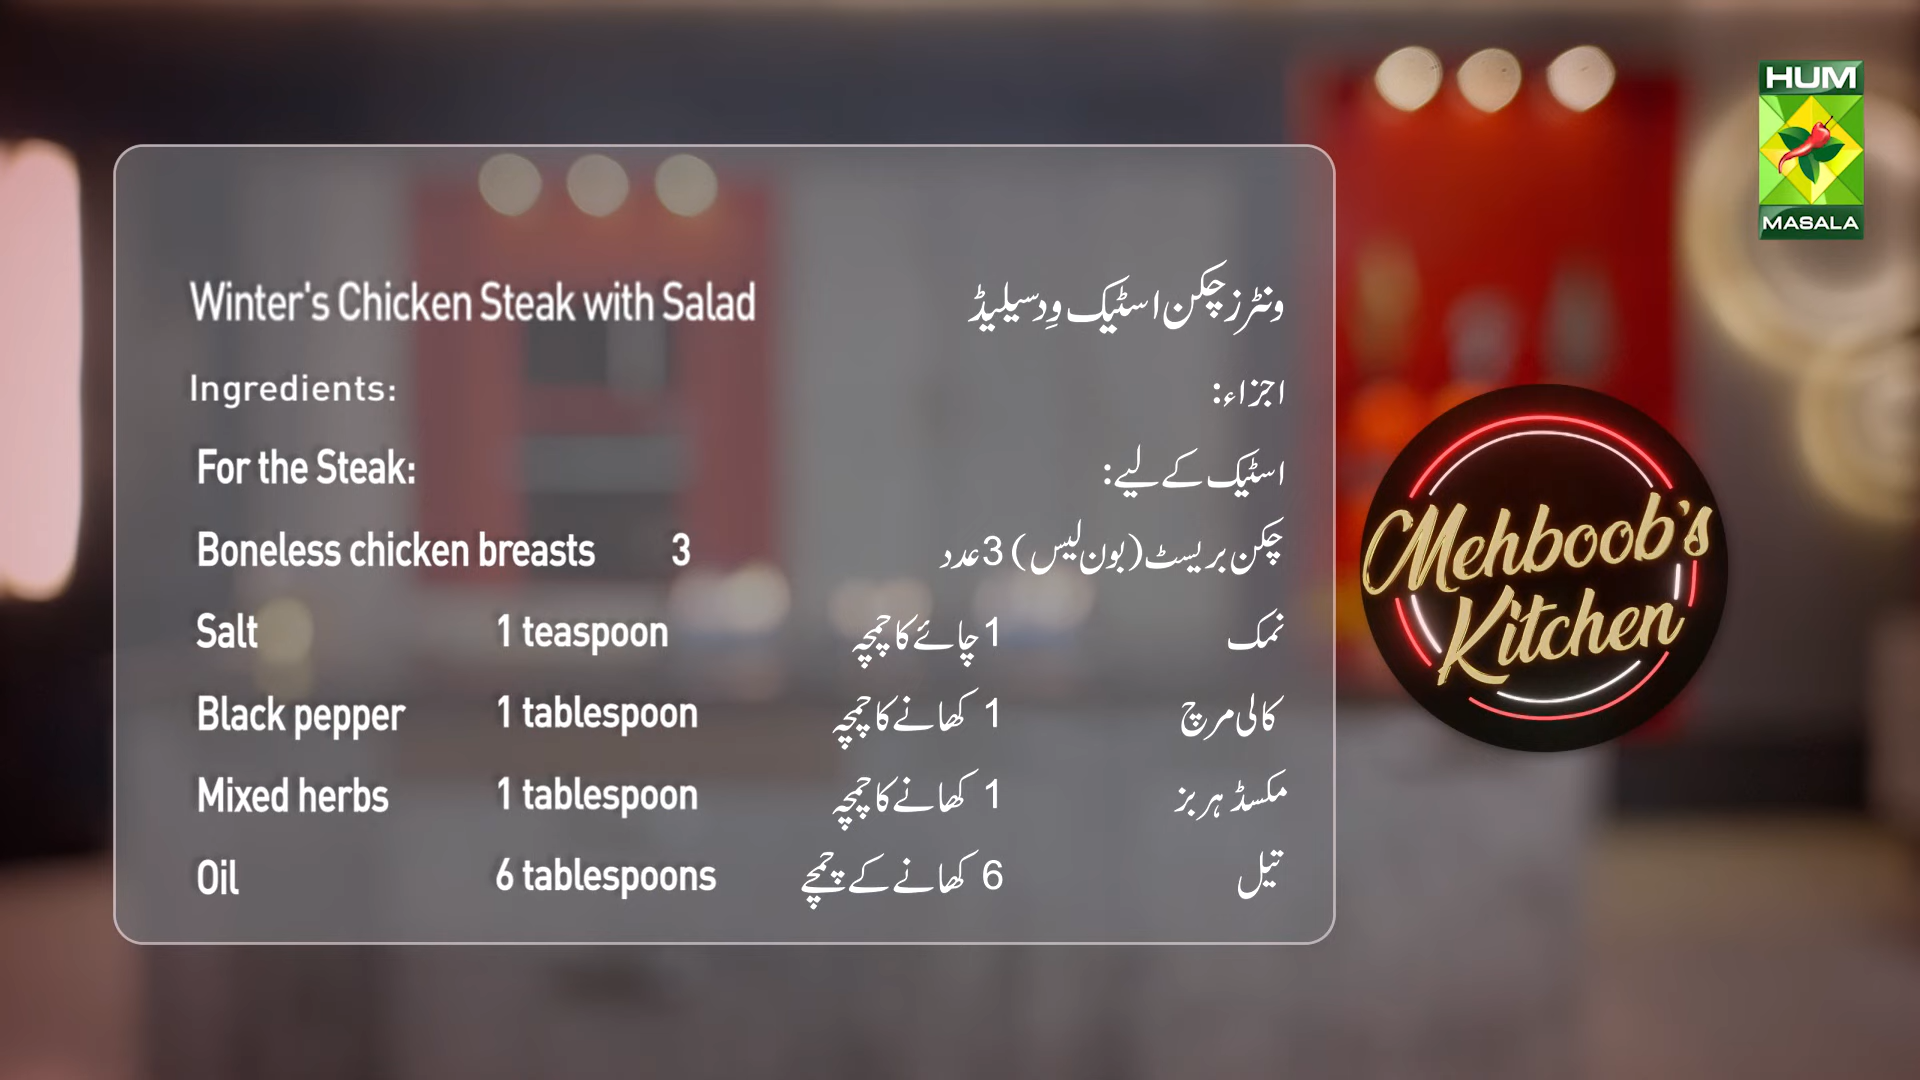 HUM
MASALA
Winter's Chicken Steak with Salad ونٹرز چکن اسٹیک وِد سیلیڈ
Ingredients: اجزاء:
For the Steak: اسٹیک کے لیے:
Boneless chicken breasts 3 چکن بریسٹ (بون لیس) 3 عدد
Salt 1 teaspoon نمک 1 چائے کا چمچہ
Black pepper 1 tablespoon کالی مرچ 1 کھانے کا چمچہ
Mixed herbs 1 tablespoon مکسڈ ہربز 1 کھانے کا چمچہ
Oil 6 tablespoons تیل 6 کھانے کے چمچے
Mehboob's
Kitchen